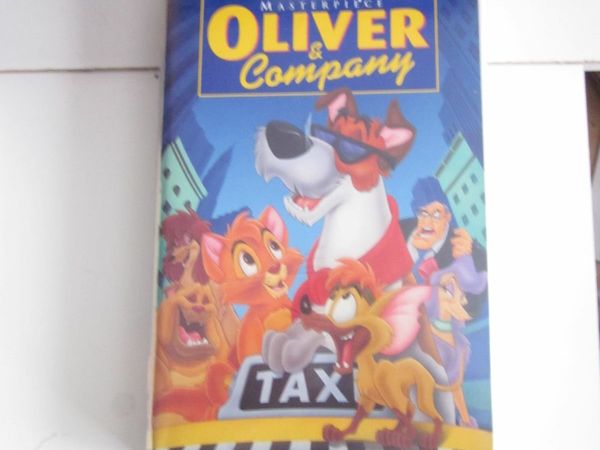 MASTERPIECE
OLIVER
&
Company
TAXI